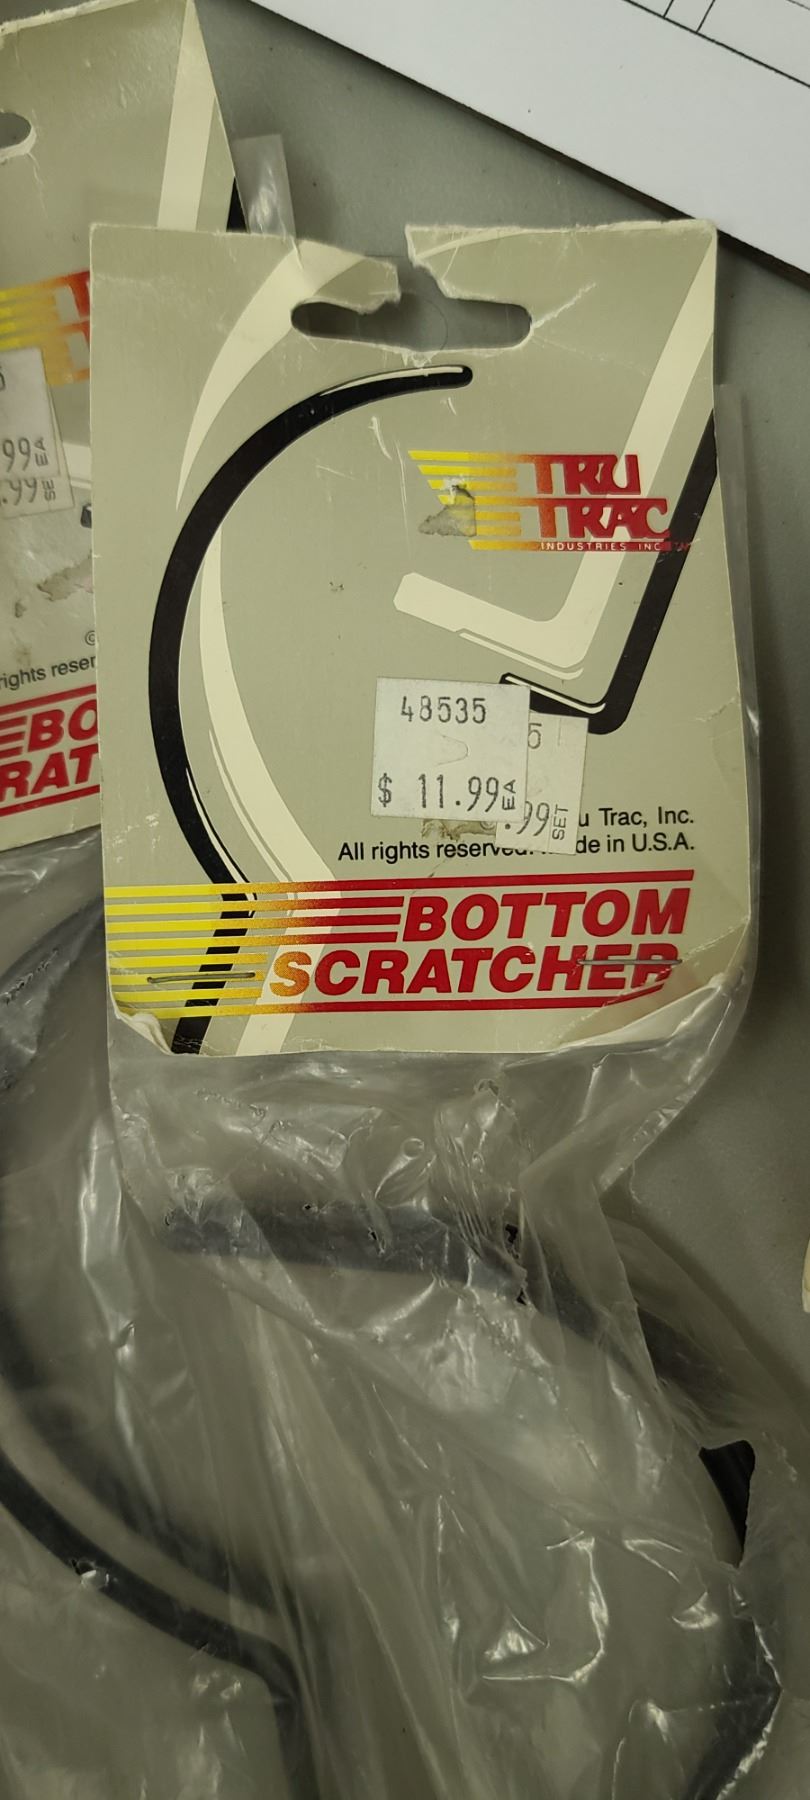 TRU
TRAC
INDUSTRIES INC
48535
$ 11.99 EA
5
.99 SET
u Trac, Inc.
All rights reserved. de in U.S.A.
BOTTOM
SCRATCHER
99 EA
.99 SE
©
rights reser
BO
RAT